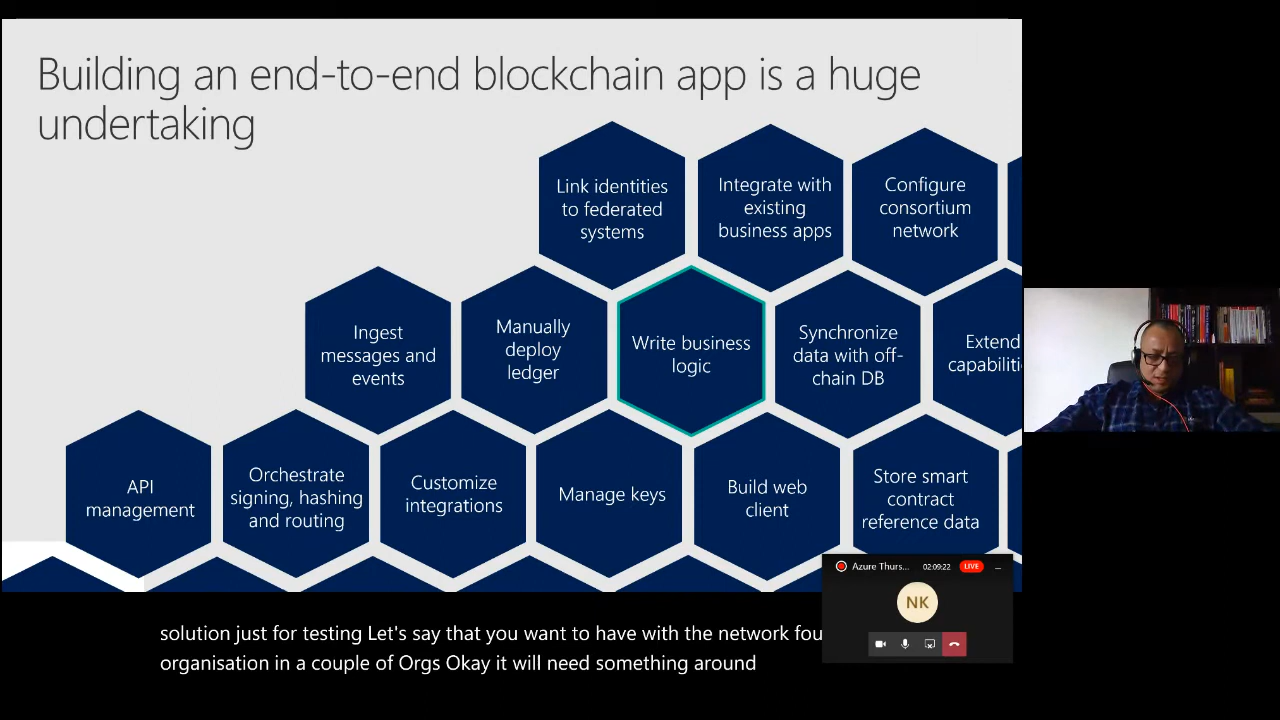 Building an end-to-end blockchain app is a huge
undertaking
Link identities
to federated
systems
Integrate with
existing
business apps
Configure
consortium
network
Ingest
messages and
events
Manually
deploy
ledger
Write business
logic
Synchronize
data with off-
chain DB
Extend
API
management
Orchestrate
signing, hashing
and routing
Customize
integrations
Manage keys
Build web
client
Store smart
contract
reference data
Azure Thurs... 02:09:22 LIVE
NK
solution just for testing Let's say that you want to have with the network
organisation in a couple of Orgs Okay it will need something around